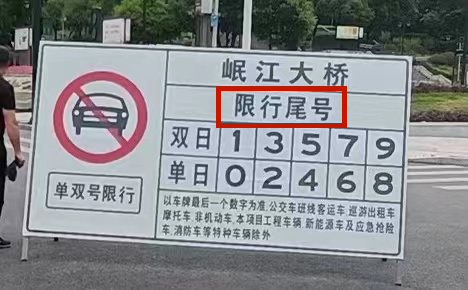 岷江大桥
限行尾号
双日 1 3 5 7 9
单日 0 2 4 6 8
单双号限行
以车牌最后一个数字为准,公交车班线客运车,巡游出租车
摩托车,非机动车,本项目工程车辆,新能源车及应急抢险
车,消防车等特种车辆除外